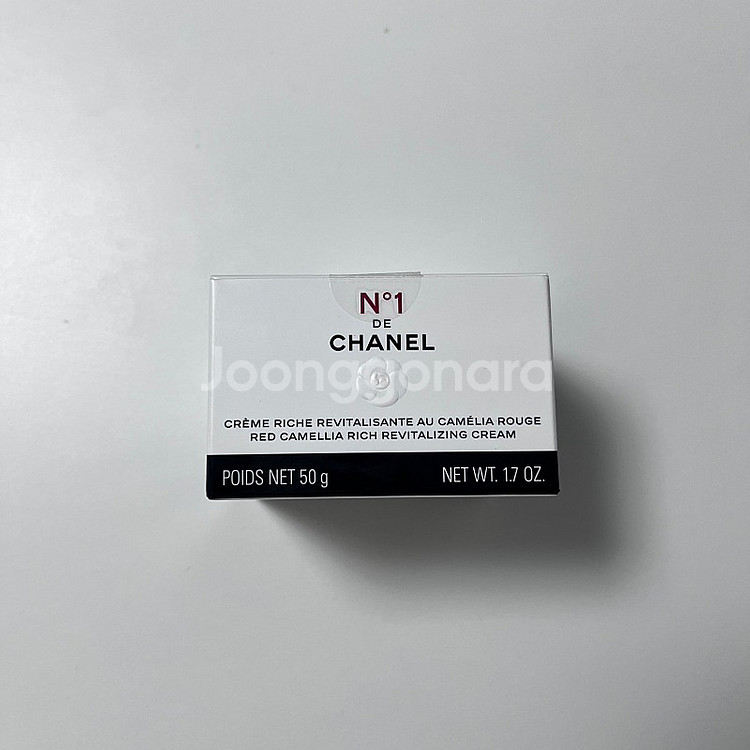 N°1
DE
CHANEL
Joonggonara
CRÈME RICHE REVITALISANTE AU CAMÉLIA ROUGE
RED CAMELLIA RICH REVITALIZING CREAM
POIDS NET 50 g NET WT. 1.7 OZ.